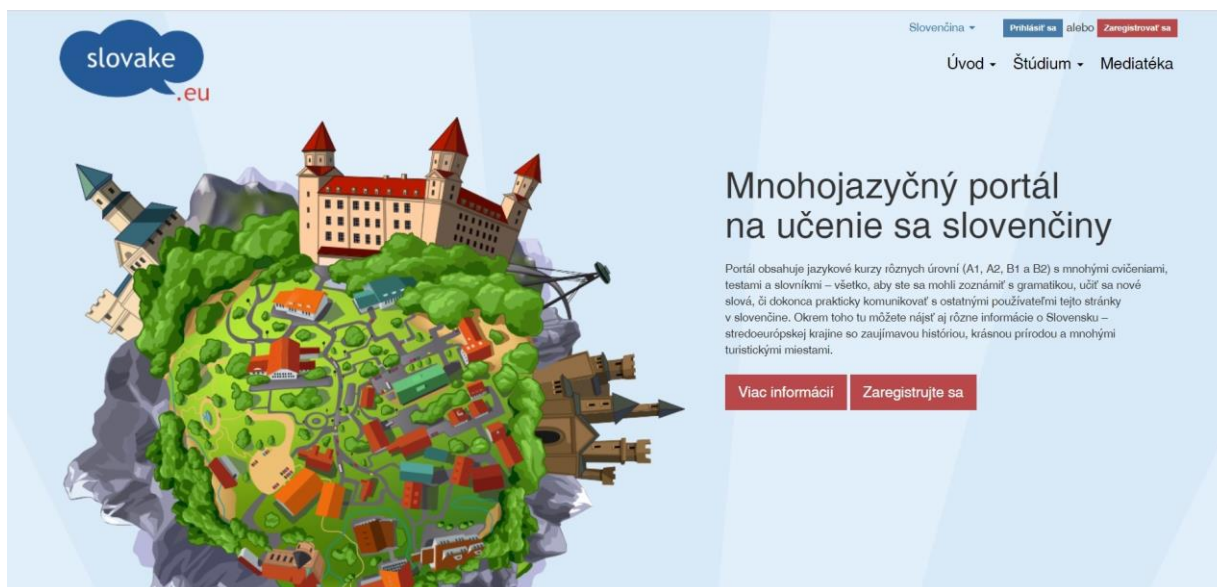 slovake
.eu
Slovenčina
Prihlásiť sa alebo Zaregistrovať sa
Úvod Štúdium Mediatéka
Mnohojazyčný portál
na učenie sa slovenčiny
Portál obsahuje jazykové kurzy rôznych úrovní (A1, A2, B1 a B2) s mnohými cvičeniami,
testami a slovníkmi – všetko, aby ste sa mohli zoznámiť s gramatikou, učiť sa nové
slová, či dokonca prakticky komunikovať s ostatnými používateľmi tejto stránky
v slovenčine. Okrem toho tu môžete nájsť aj rôzne informácie o Slovensku –
stredoeurópskej krajine so zaujímavou históriou, krásnou prírodou a mnohými
turistickými miestami.
Viac informácií Zaregistrujte sa